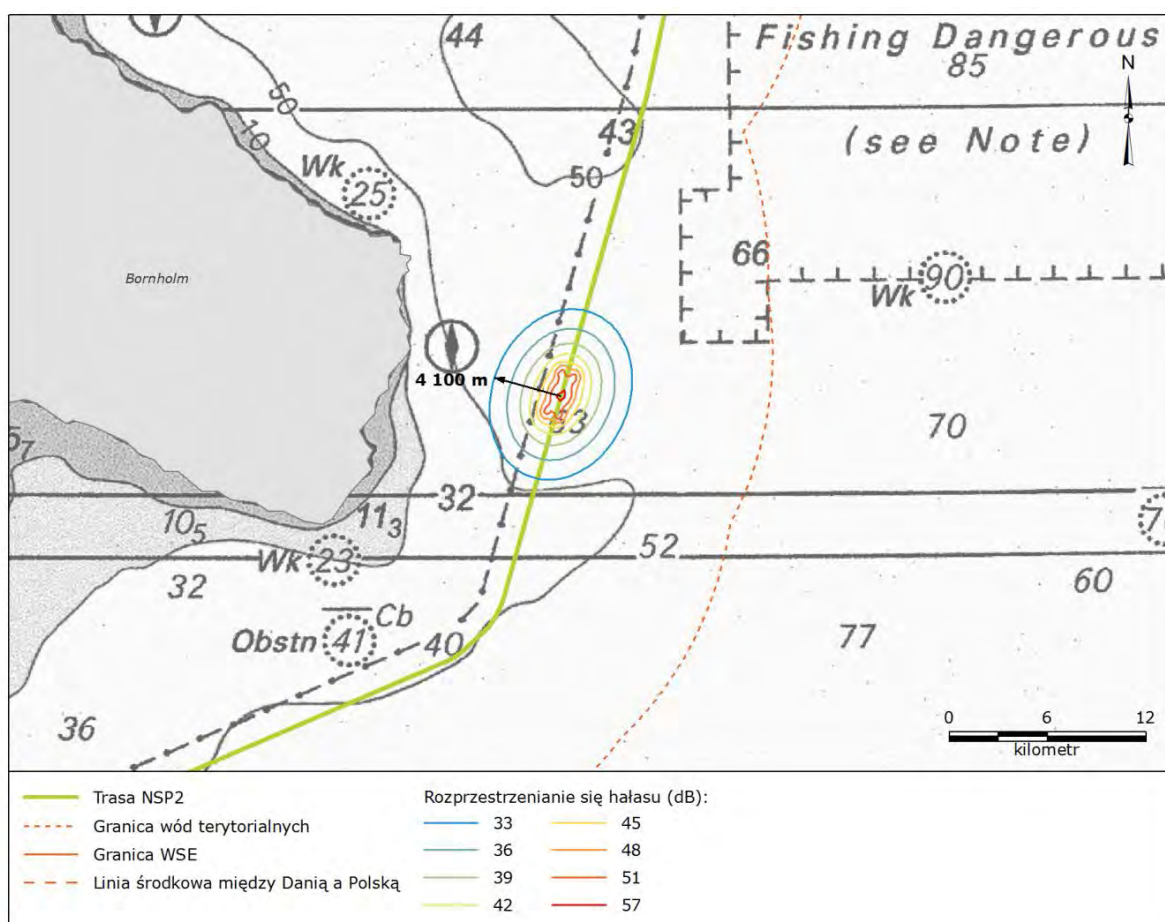 44
Fishing Dangerous
85
N
50
10
43
(see Note)
Wk
25
50
Bornholm
66
90
Wk
4 100 m
53
70
5₇
32
10₅
11₃
Wk
23
52
7
32
60
Cb
Obstn
41
40
77
36
0 6 12
kilometr
Trasa NSP2
Granica wód terytorialnych
Granica WSE
Linia środkowa między Danią a Polską
Rozprzestrzenianie się hałasu (dB):
33
36
39
42
45
48
51
57